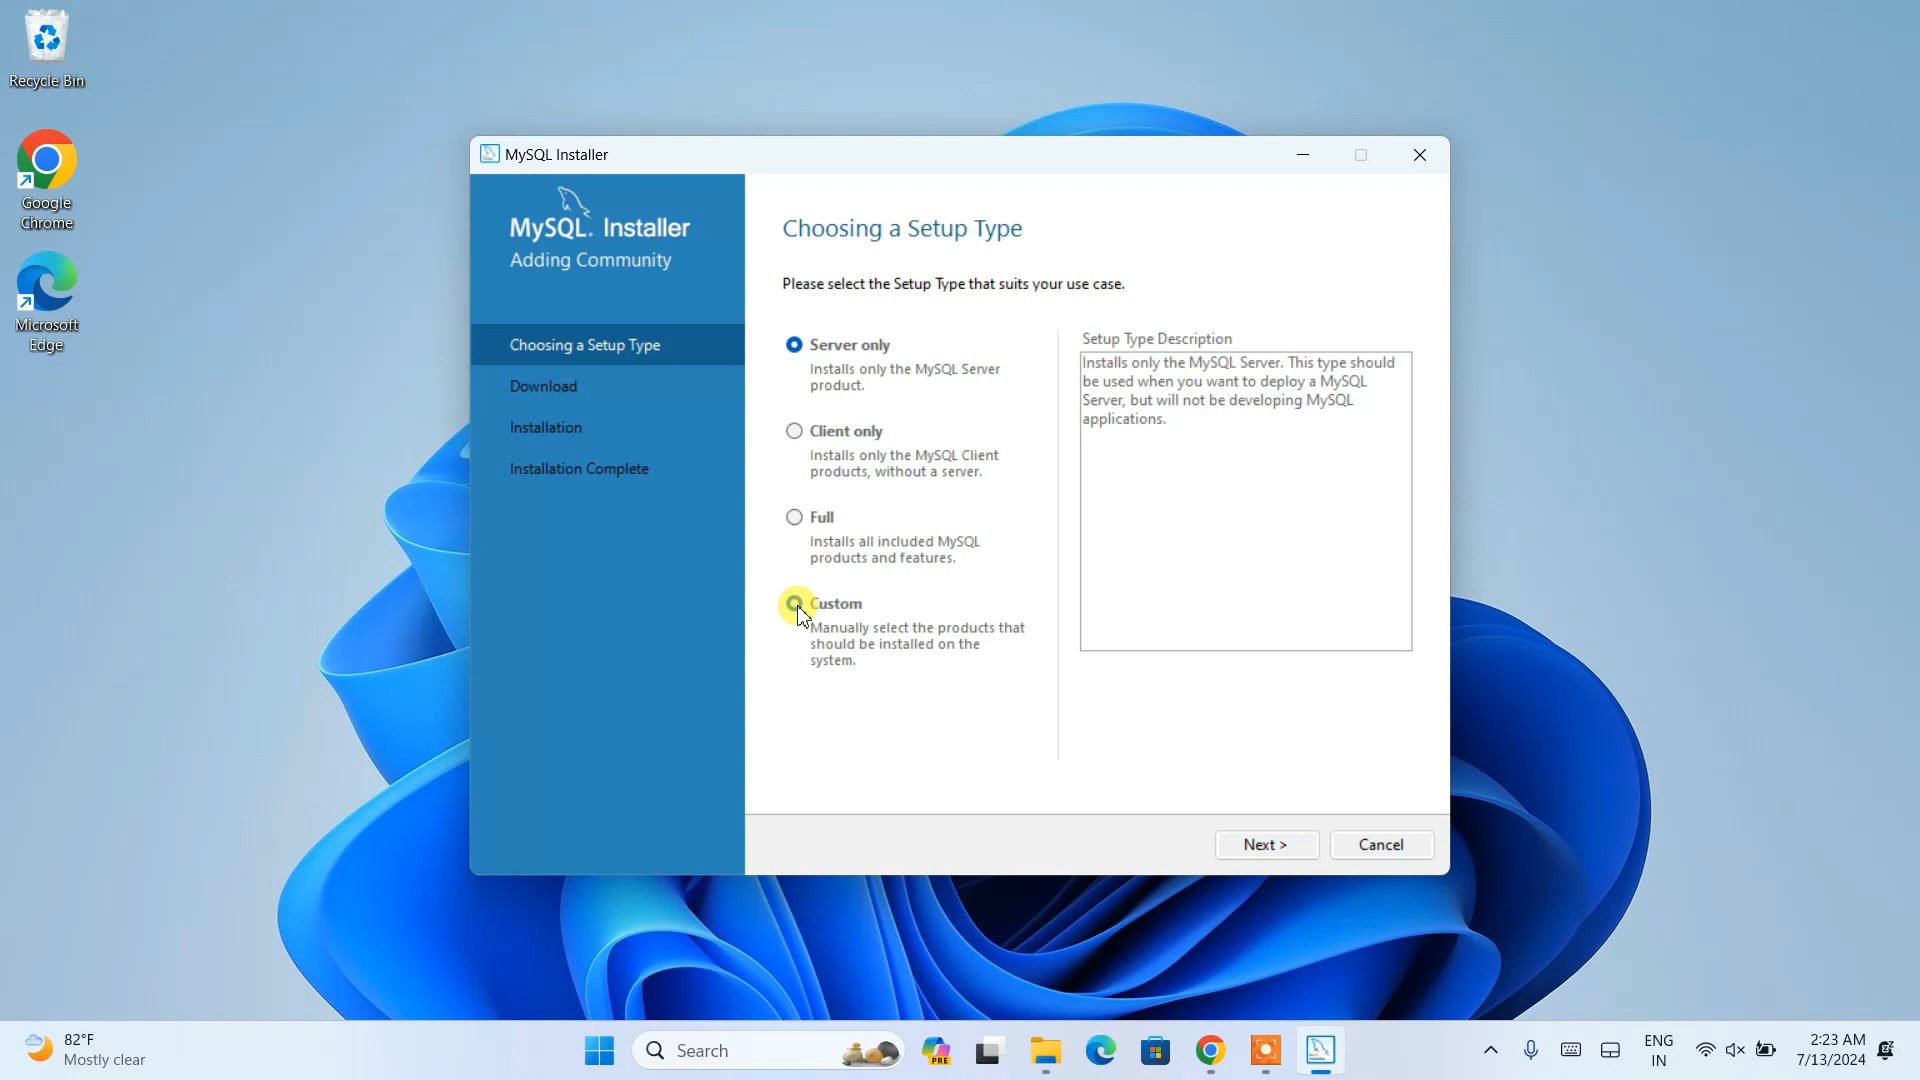 Recycle Bin
Google
Chrome
Microsoft
Edge
MySQL Installer
MySQL. Installer
Adding Community
Choosing a Setup Type
Download
Installation
Installation Complete
Choosing a Setup Type
Please select the Setup Type that suits your use case.
Server only
Installs only the MySQL Server
product.
Client only
Installs only the MySQL Client
products, without a server.
Full
Installs all included MySQL
products and features.
Custom
Manually select the products that
should be installed on the
system.
Setup Type Description
Installs only the MySQL Server. This type should
be used when you want to deploy a MySQL
Server, but will not be developing MySQL
applications.
Next >
Cancel
82°F
Mostly clear
Search
PRE
ENG
IN
2:23 AM
7/13/2024